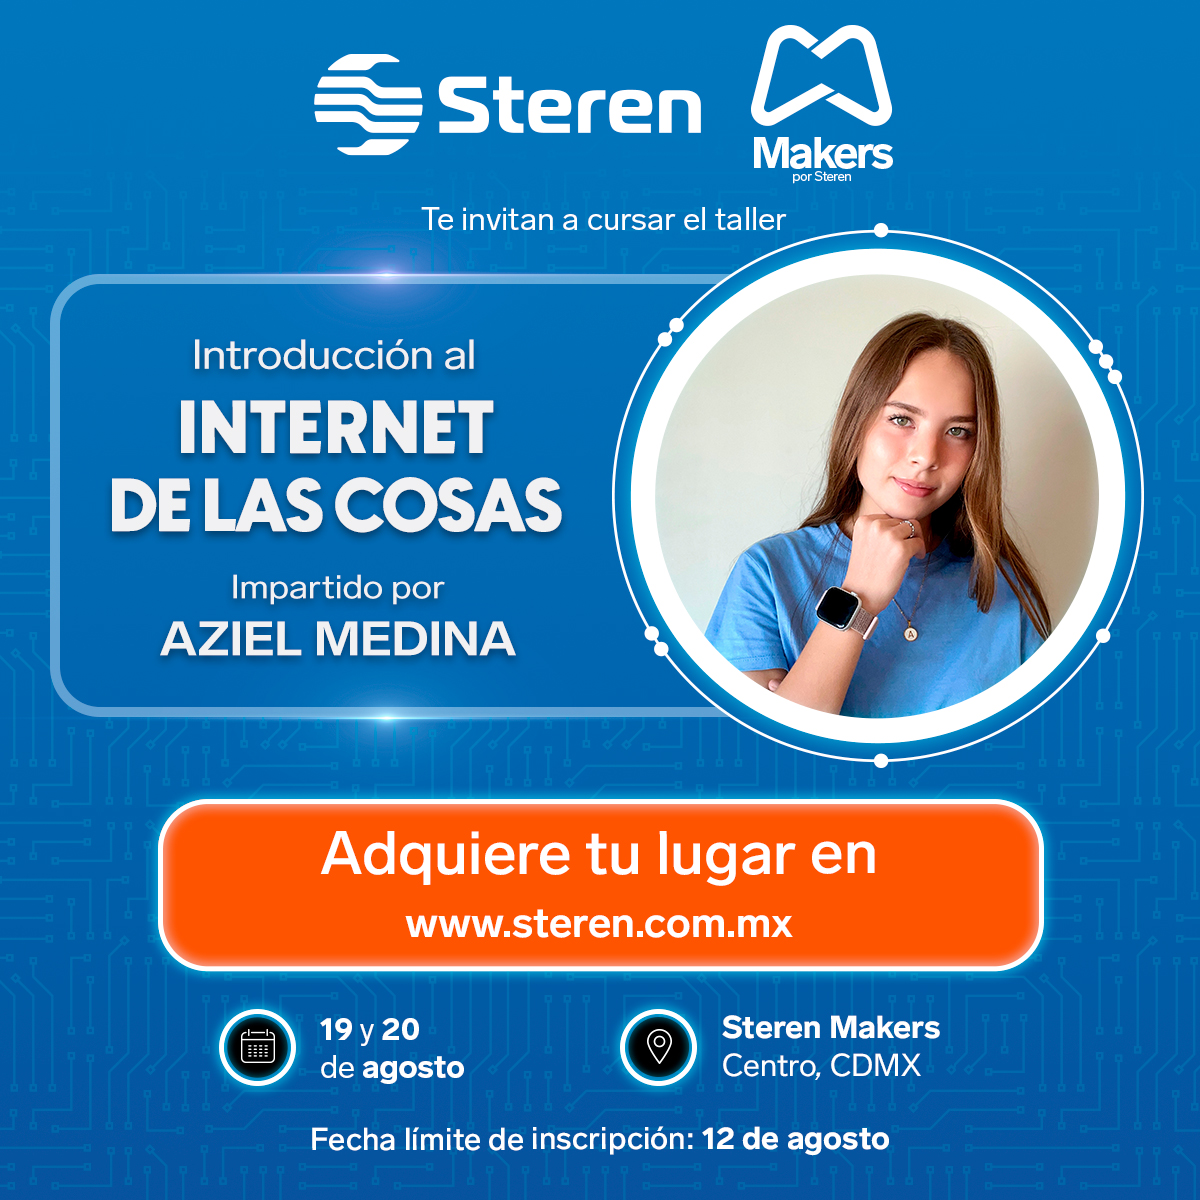 Steren
Makers
por Steren
Te invitan a cursar el taller
Introducción al
INTERNET
DE LAS COSAS
Impartido por
AZIEL MEDINA
A
Adquiere tu lugar en
www.steren.com.mx
19 y 20
de agosto
Steren Makers
Centro, CDMX
Fecha límite de inscripción: 12 de agosto